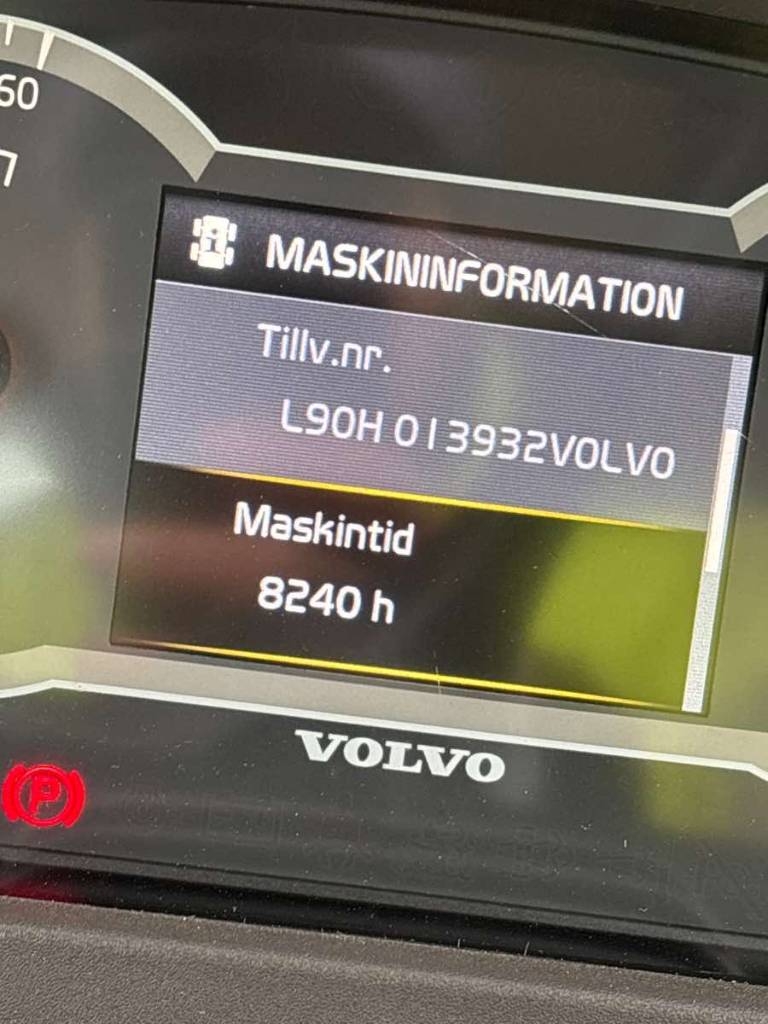 60
MASKININFORMATION
Tillv.nr.
L90H 013932VOLVO
Maskintid
8240 h
VOLVO
P